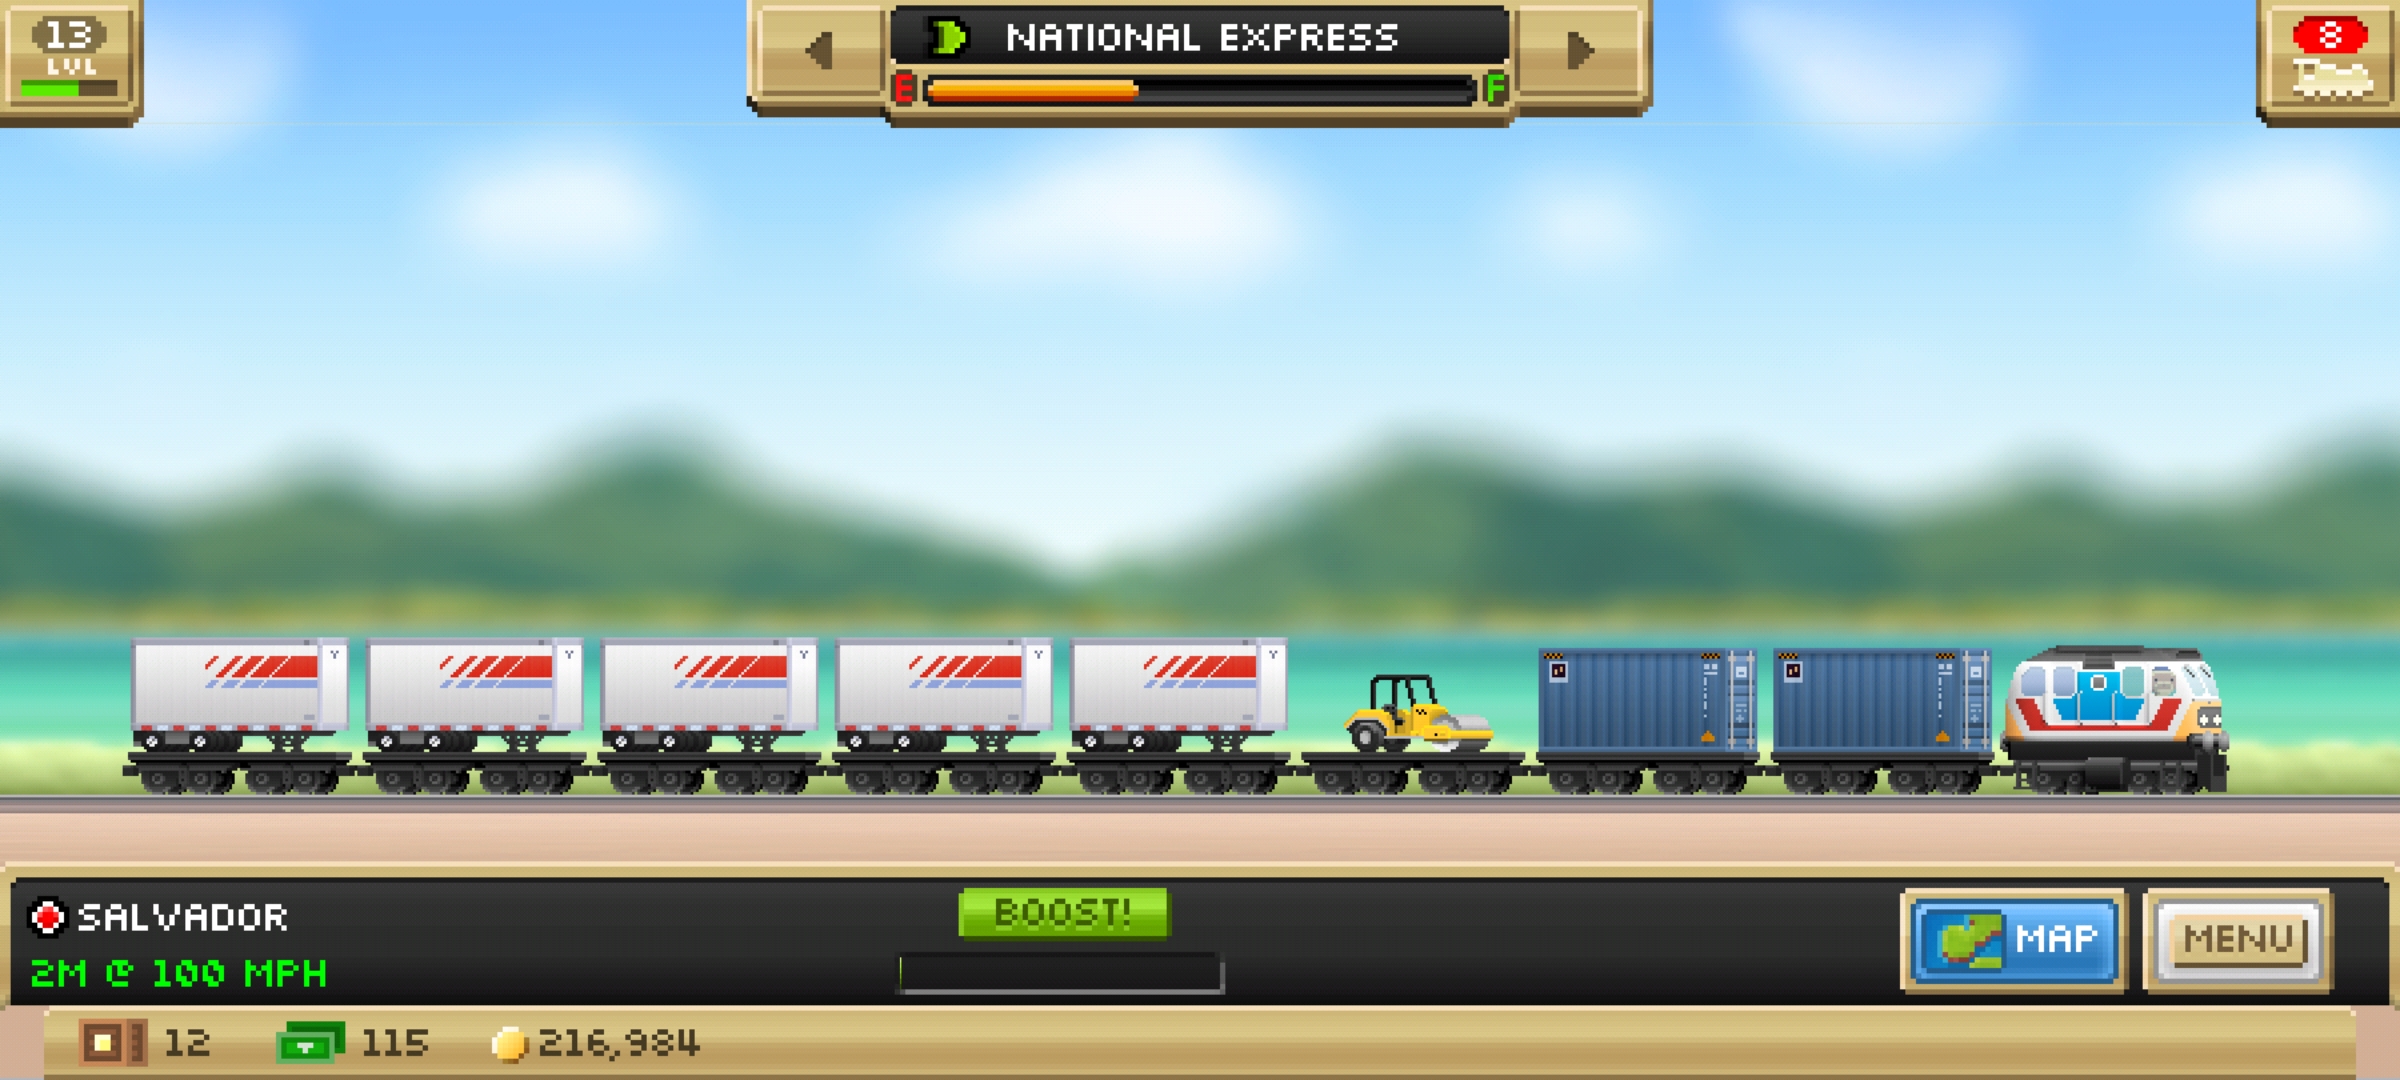 13
LVL
NATIONAL EXPRESS
E
F
8
SALVADOR
2M @ 100 MPH
BOOST!
MAP
MENU
12
115
216,984